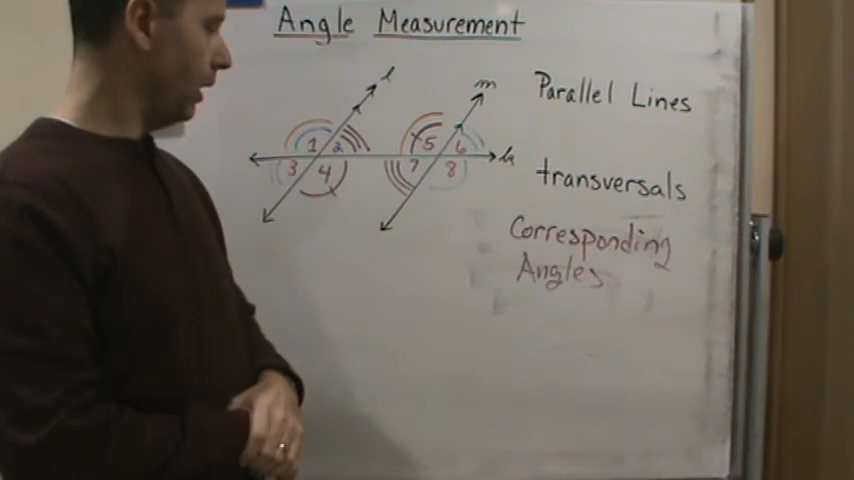 Angle Measurement
l
m
Parallel Lines
1 2 5 6
3 4 7 8
k
transversals
Corresponding
Angles